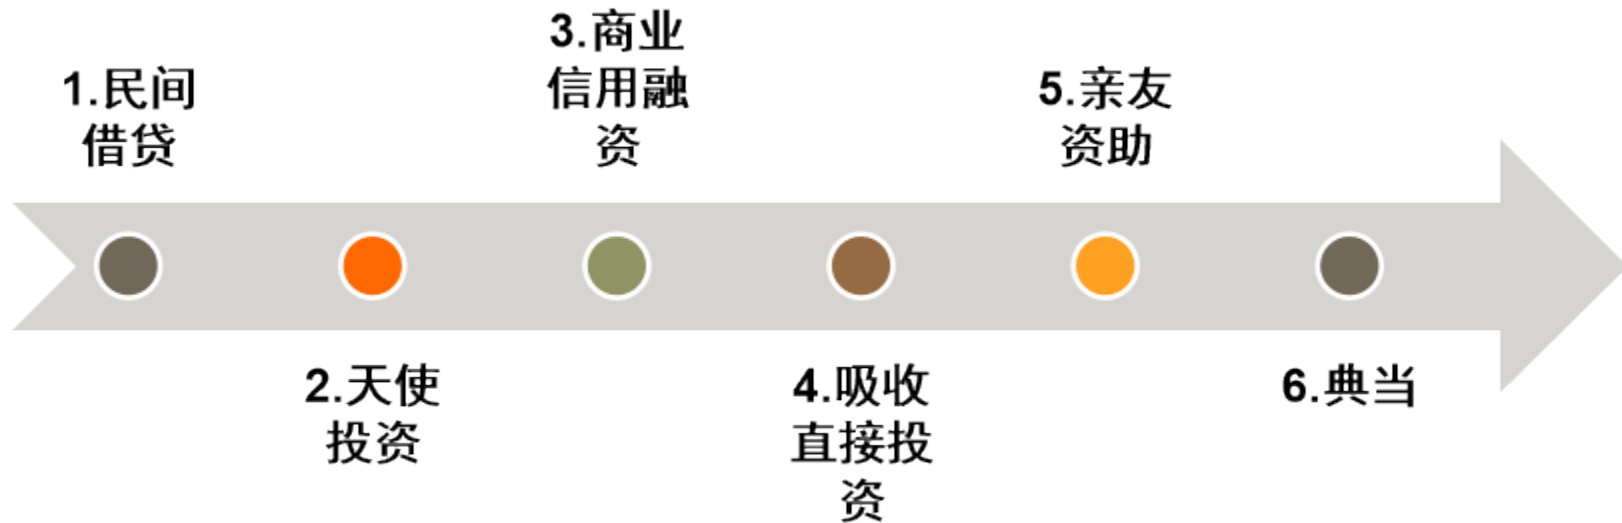 1.民间
借贷
2.天使
投资
3.商业
信用融
资
4.吸收
直接投
资
5.亲友
资助
6.典当